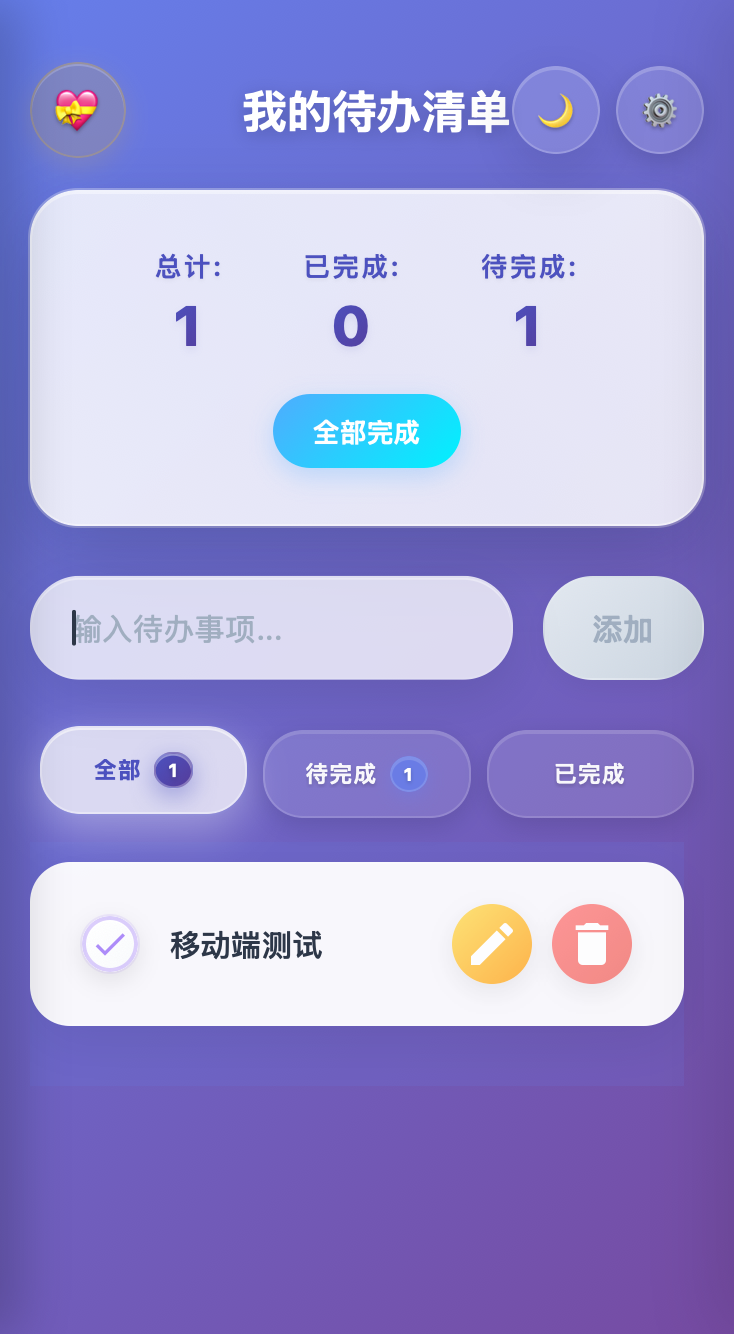 我的待办清单
总计: 已完成: 待完成:
1 0 1
全部完成
输入待办事项... 添加
全部 1 待完成 1 已完成
移动端测试